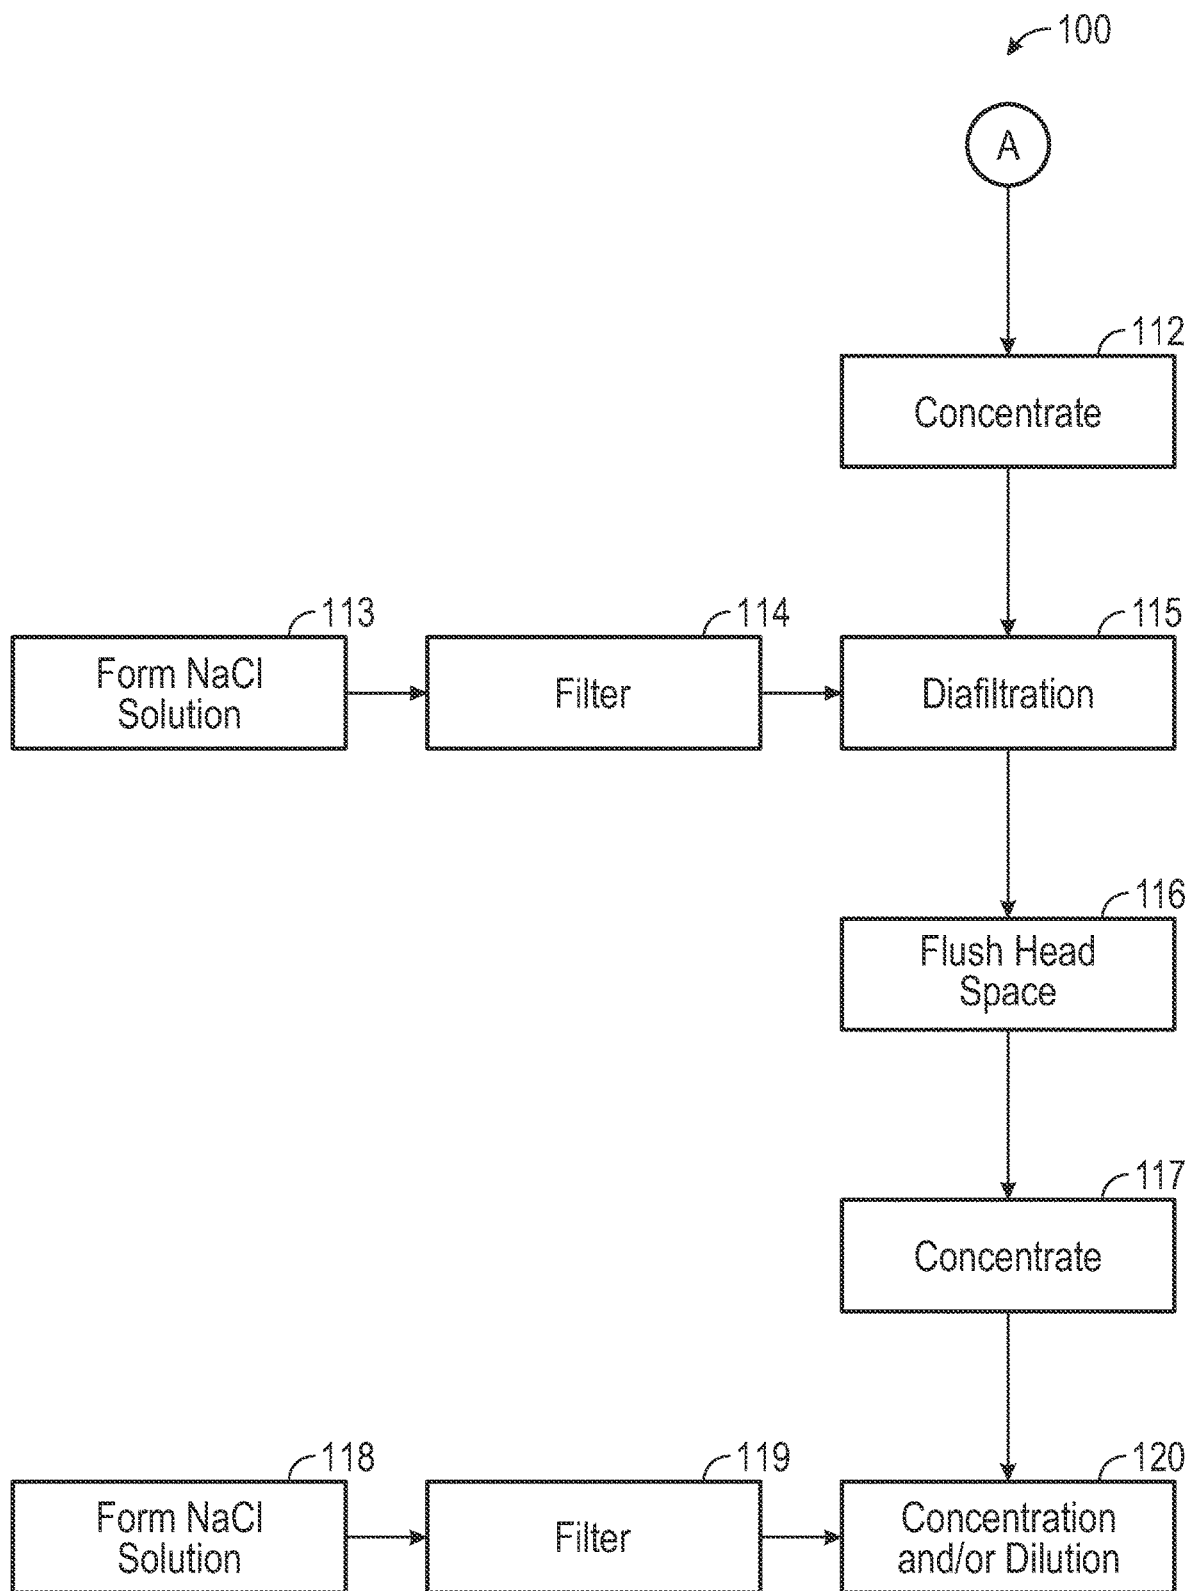 100
A
112
Concentrate
113
114
115
Form NaCl
Solution
Filter
Diafiltration
116
Flush Head
Space
117
Concentrate
118
119
120
Form NaCl
Solution
Filter
Concentration
and/or Dilution